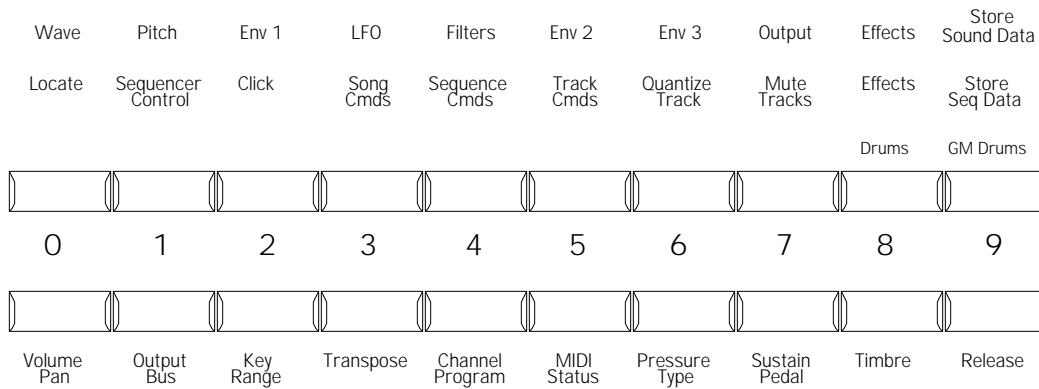 Wave Pitch Env 1 LFO Filters Env 2 Env 3 Output Effects Store Sound Data
Locate Sequencer Control Click Song Cmds Sequence Cmds Track Cmds Quantize Track Mute Tracks Effects Store Seq Data
Drums GM Drums
0 1 2 3 4 5 6 7 8 9
Volume Pan Output Bus Key Range Transpose Channel Program MIDI Status Pressure Type Sustain Pedal Timbre Release